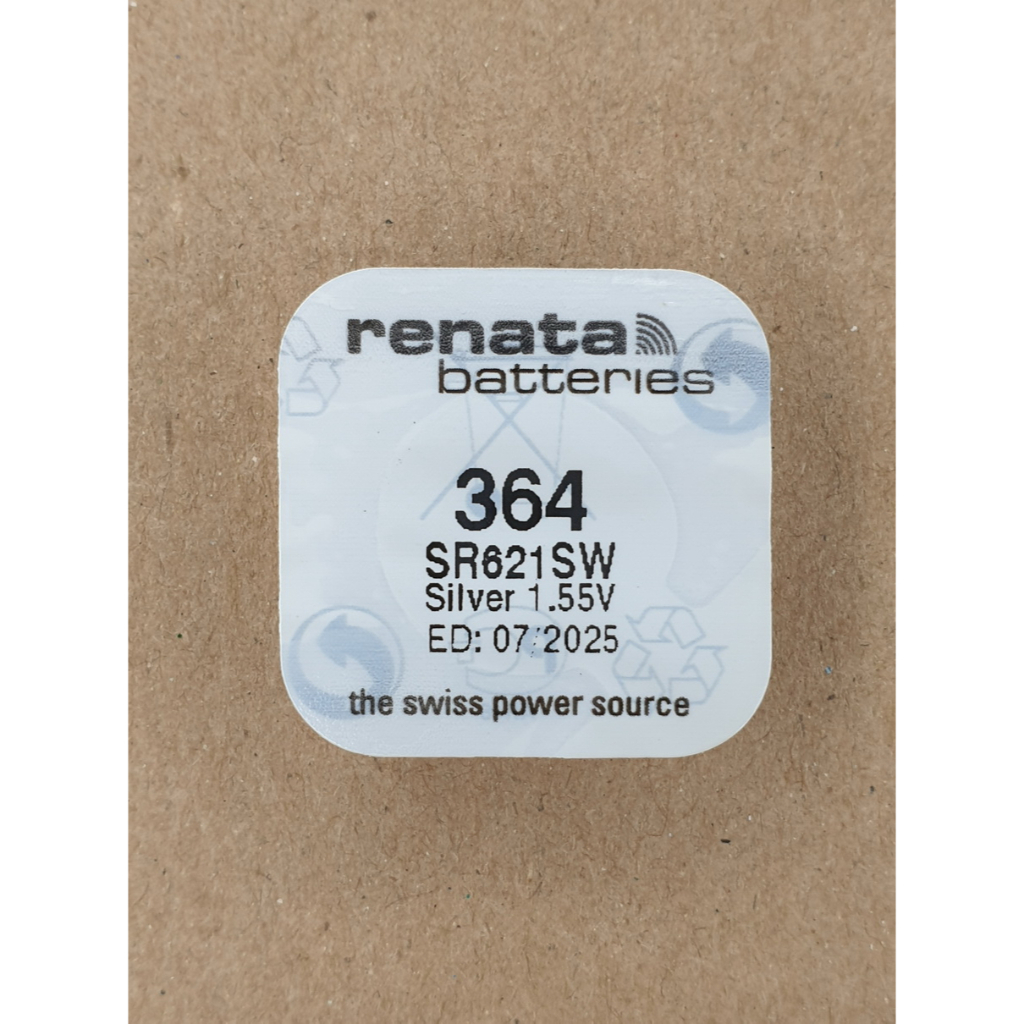 renata
batteries
364
SR621SW
Silver 1.55V
ED: 07/2025
the swiss power source